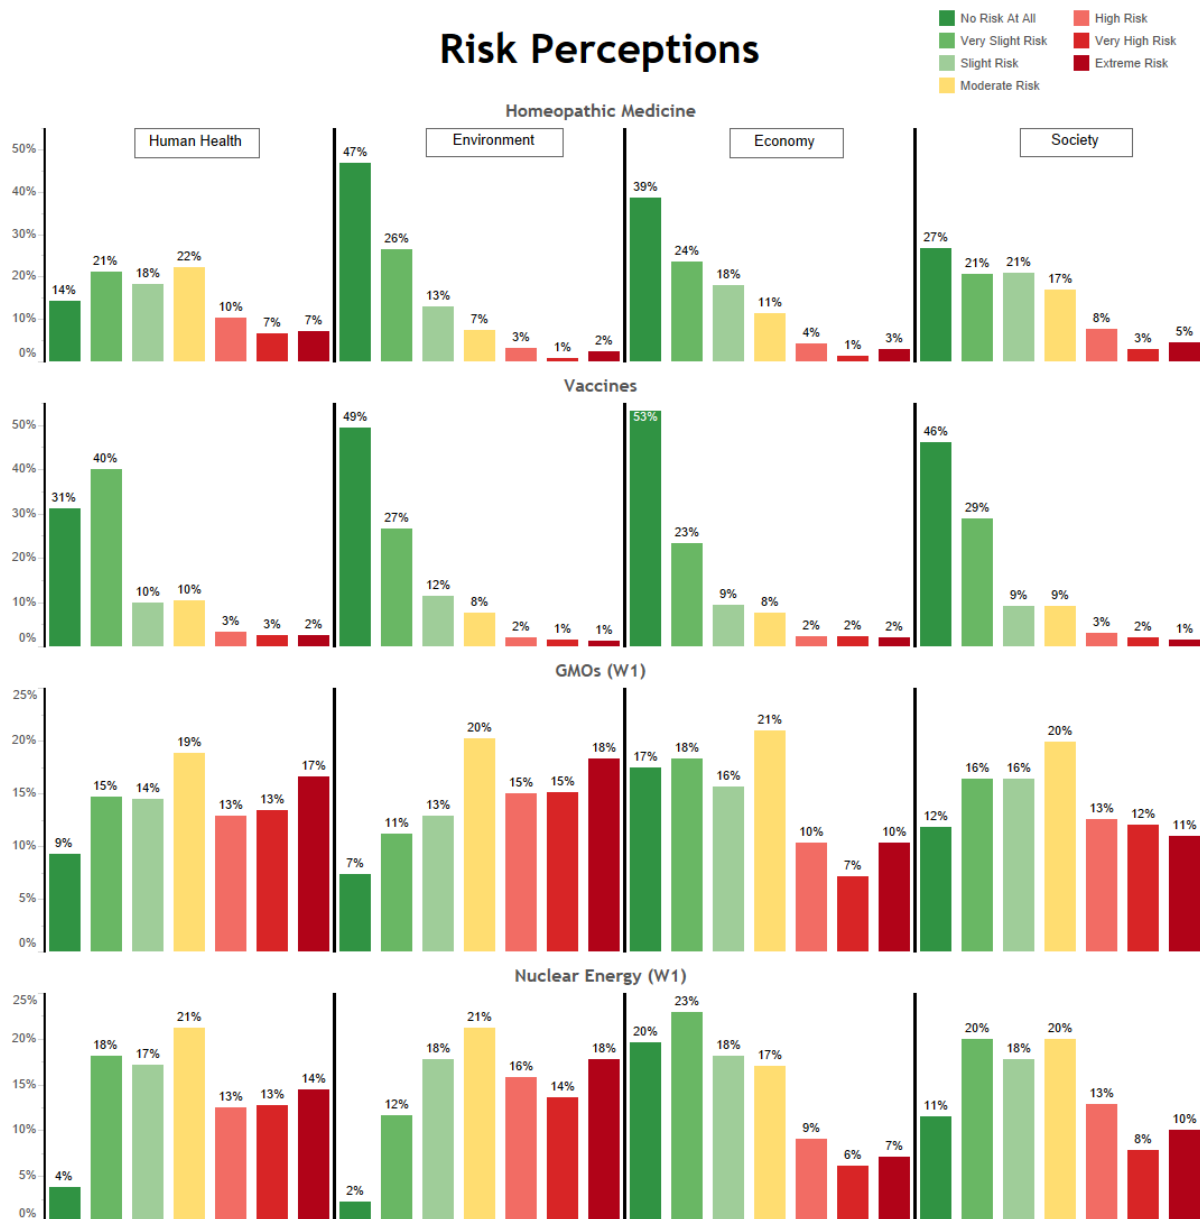 Risk Perceptions
No Risk At All
Very Slight Risk
Slight Risk
Moderate Risk
High Risk
Very High Risk
Extreme Risk
Homeopathic Medicine
Human Health
Environment
Economy
Society
50%
40%
30%
20%
10%
0%
14% 21% 18% 22% 10% 7% 7%
47% 26% 13% 7% 3% 1% 2%
39% 24% 18% 11% 4% 1% 3%
27% 21% 21% 17% 8% 3% 5%
Vaccines
50%
40%
30%
20%
10%
0%
31% 40% 10% 10% 3% 3% 2%
49% 27% 12% 8% 2% 1% 1%
53% 23% 9% 8% 2% 2% 2%
46% 29% 9% 9% 3% 2% 1%
GMOs (W1)
25%
20%
15%
10%
5%
0%
9% 15% 14% 19% 13% 13% 17%
7% 11% 13% 20% 15% 15% 18%
17% 18% 16% 21% 10% 7% 10%
12% 16% 16% 20% 13% 12% 11%
Nuclear Energy (W1)
25%
20%
15%
10%
5%
0%
4% 18% 17% 21% 13% 13% 14%
2% 12% 18% 21% 16% 14% 18%
20% 23% 18% 17% 9% 6% 7%
11% 20% 18% 20% 13% 8% 10%